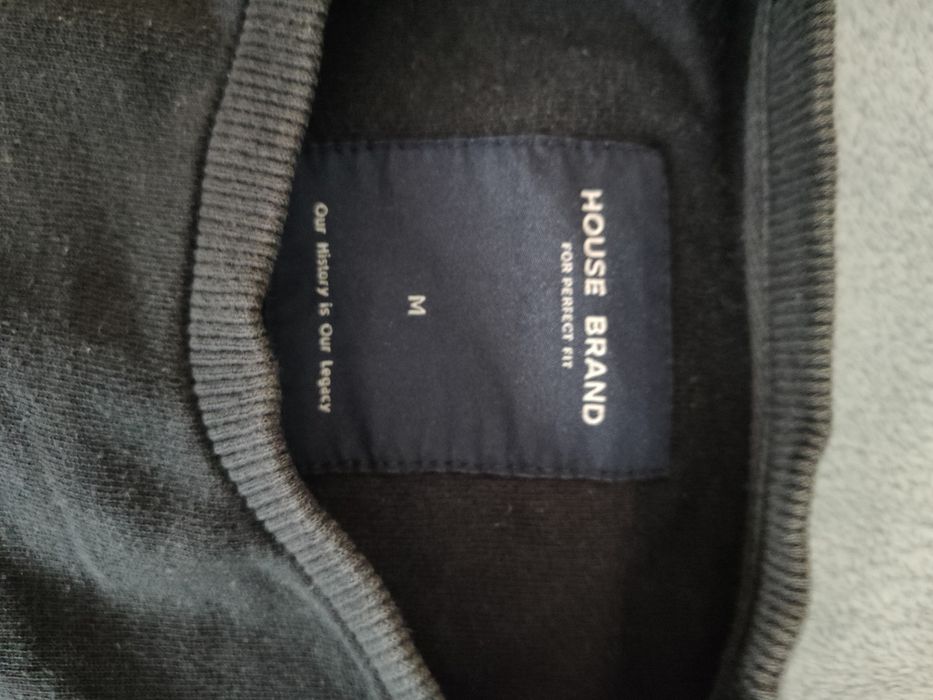 HOUSE BRAND
FOR PERFECT FIT
M
Our History is Our Legacy